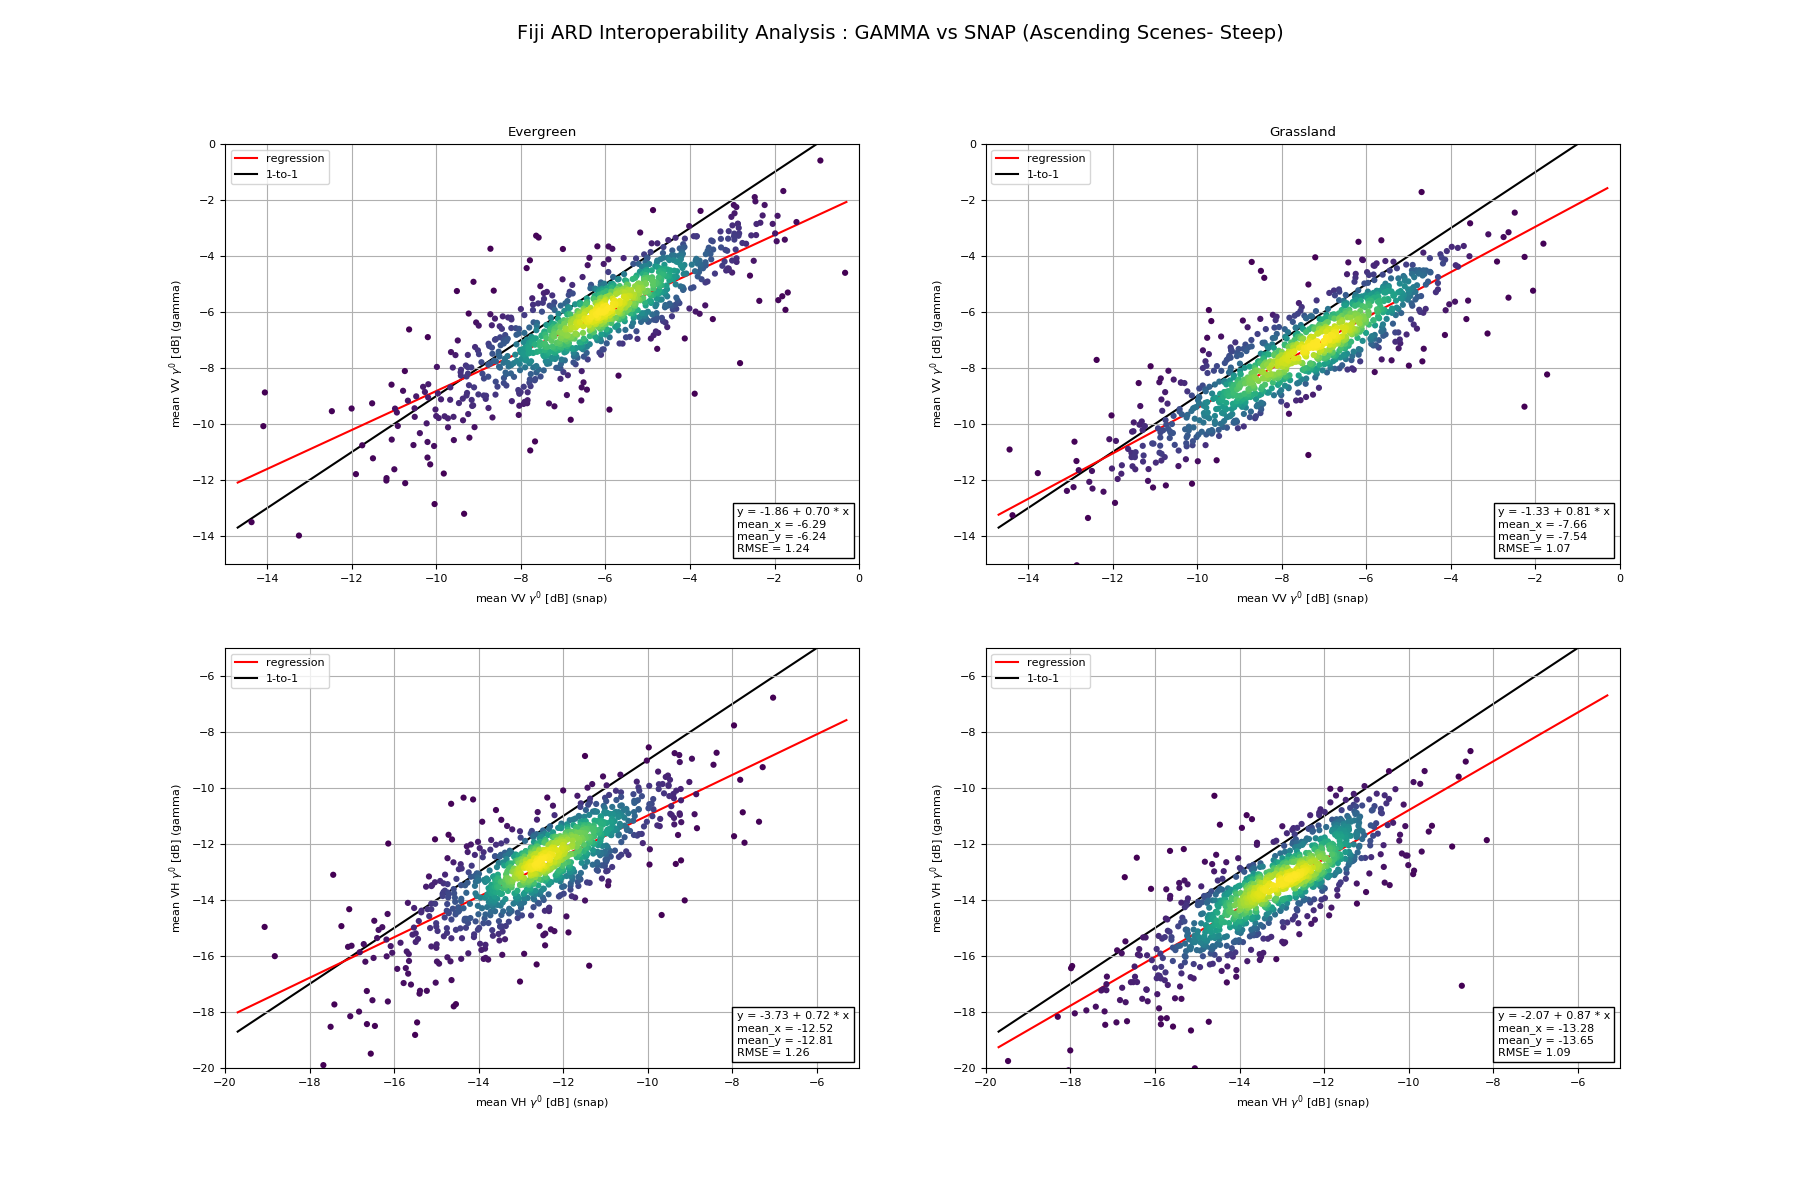 Fiji ARD Interoperability Analysis : GAMMA vs SNAP (Ascending Scenes- Steep)
Evergreen
regression
1-to-1
0
−2
−4
−6
−8
−10
−12
−14
mean VV γ⁰ [dB] (gamma)
y = -1.86 + 0.70 * x
mean_x = -6.29
mean_y = -6.24
RMSE = 1.24
−14 −12 −10 −8 −6 −4 −2 0
mean VV γ⁰ [dB] (snap)
Grassland
regression
1-to-1
0
−2
−4
−6
−8
−10
−12
−14
mean VV γ⁰ [dB] (gamma)
y = -1.33 + 0.81 * x
mean_x = -7.66
mean_y = -7.54
RMSE = 1.07
−14 −12 −10 −8 −6 −4 −2 0
mean VV γ⁰ [dB] (snap)
regression
1-to-1
−6
−8
−10
−12
−14
−16
−18
−20
mean VH γ⁰ [dB] (gamma)
y = -3.73 + 0.72 * x
mean_x = -12.52
mean_y = -12.81
RMSE = 1.26
−20 −18 −16 −14 −12 −10 −8 −6
mean VH γ⁰ [dB] (snap)
regression
1-to-1
−6
−8
−10
−12
−14
−16
−18
−20
mean VH γ⁰ [dB] (gamma)
y = -2.07 + 0.87 * x
mean_x = -13.28
mean_y = -13.65
RMSE = 1.09
−20 −18 −16 −14 −12 −10 −8 −6
mean VH γ⁰ [dB] (snap)